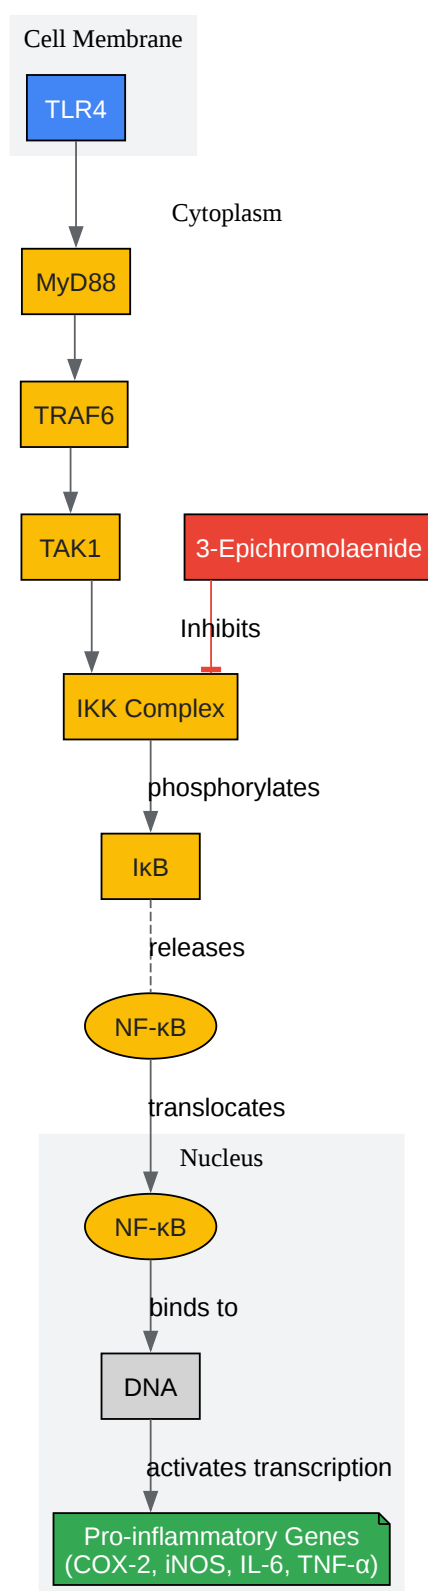 Cell Membrane
TLR4
Cytoplasm
MyD88
TRAF6
TAK1
3-Epichromolaenide
Inhibits
IKK Complex
phosphorylates
IκB
releases
NF-κB
translocates
Nucleus
NF-κB
binds to
DNA
activates transcription
Pro-inflammatory Genes
(COX-2, iNOS, IL-6, TNF-α)